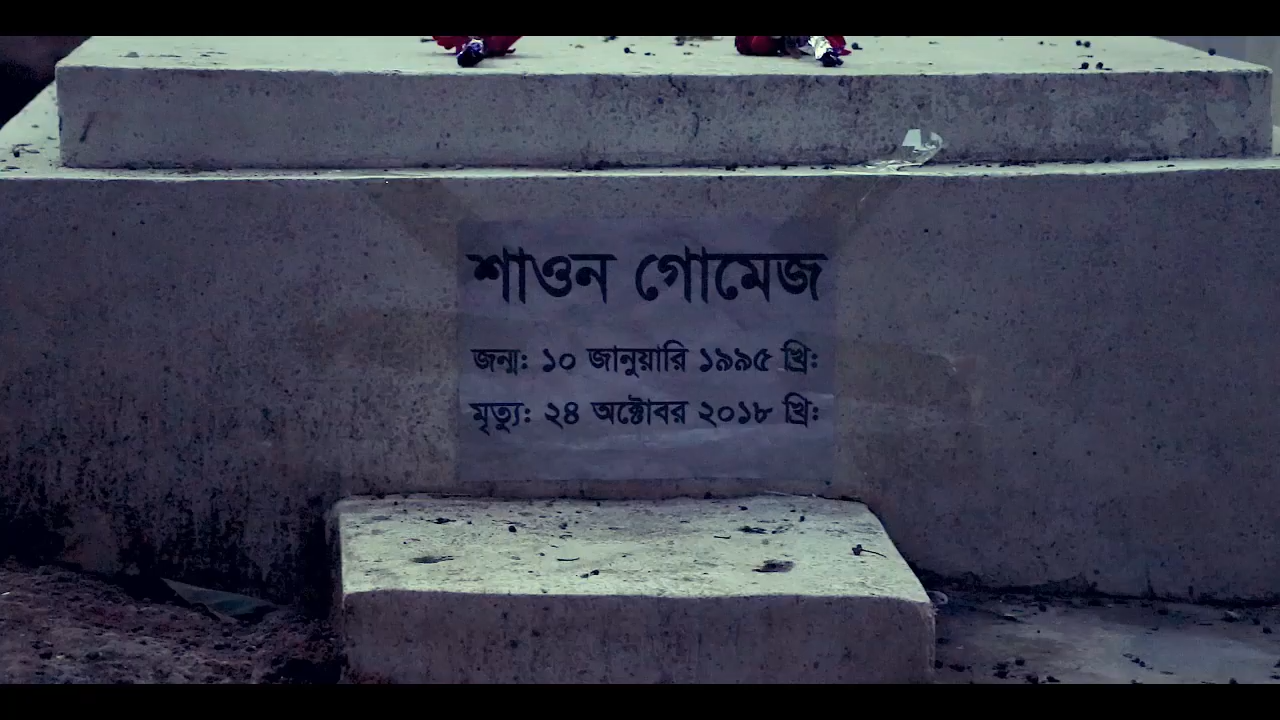 শাওন গোমেজ
জন্ম: ১০ জানুয়ারি ১৯৯৫ খ্রি:
মৃত্যু: ২৪ অক্টোবর ২০১৮ খ্রি: